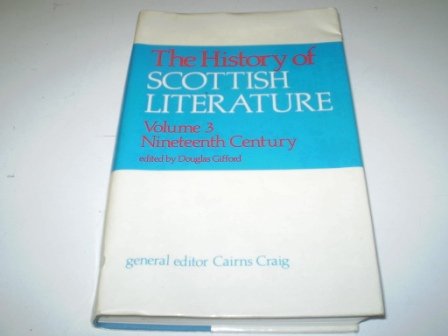 The History of
SCOTTISH
LITERATURE
Volume 3
Nineteenth Century
edited by Douglas Gifford
general editor Cairns Craig